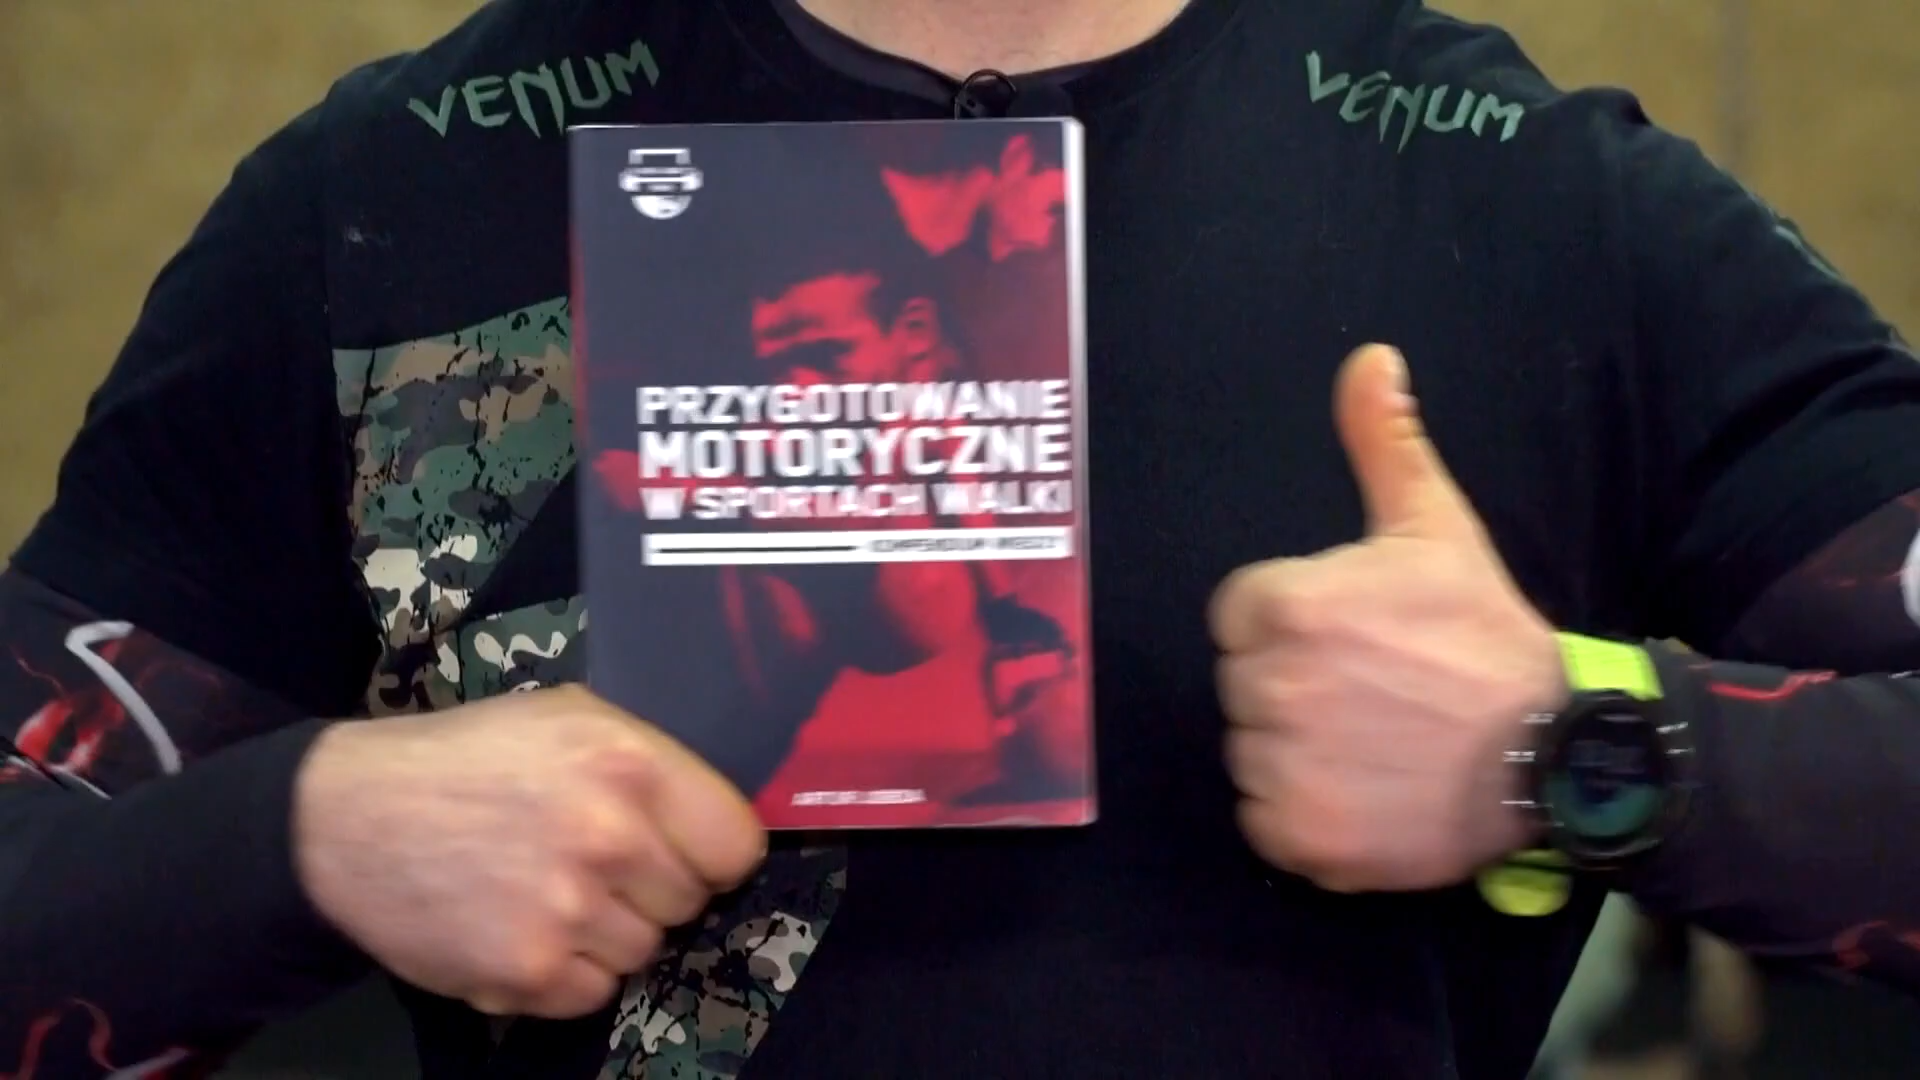 VENUM
VENUM
PRZYGOTOWANIE
MOTORYCZNE
W SPORTACH WALKI